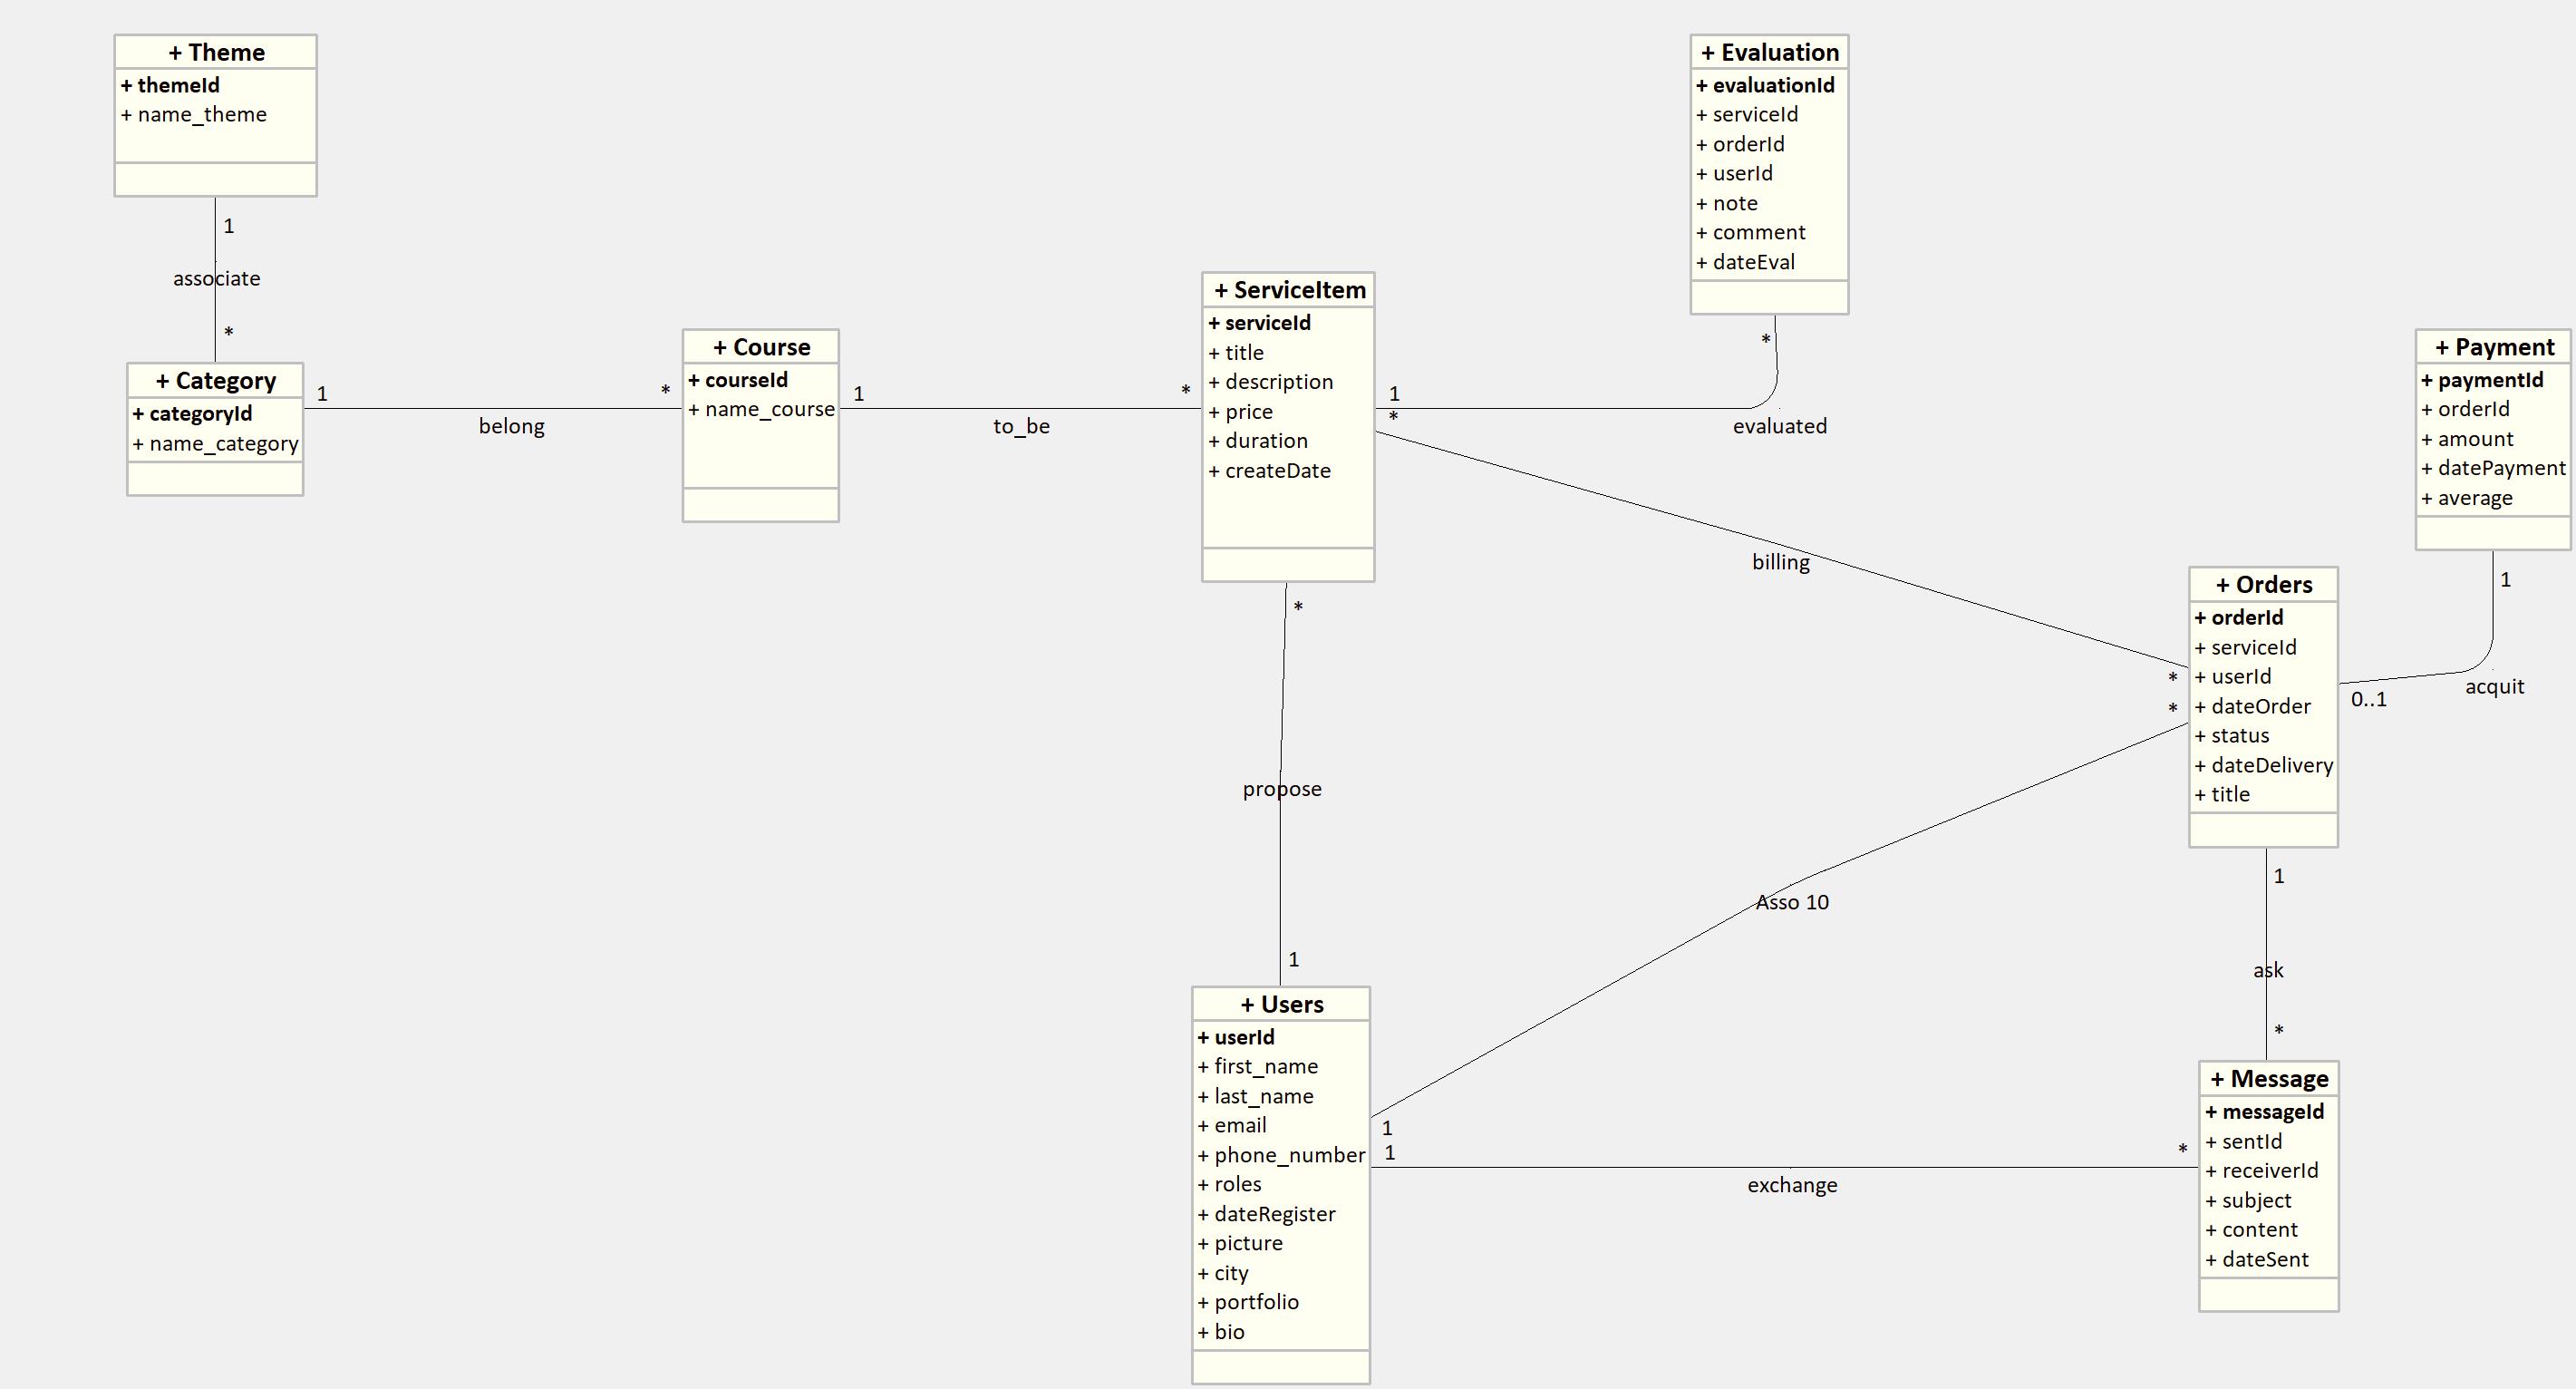 + Theme
+ themeId
+ name_theme
1
associate
*
+ Category
+ categoryId
+ name_category
1
belong
*
+ Course
+ courseId
+ name_course
1
to_be
*
+ ServiceItem
+ serviceId
+ title
+ description
+ price
+ duration
+ createDate
1
*
evaluated
*
+ Evaluation
+ evaluationId
+ serviceId
+ orderId
+ userId
+ note
+ comment
+ dateEval
billing
+ Payment
+ paymentId
+ orderId
+ amount
+ datePayment
+ average
1
acquit
0..1
+ Orders
+ orderId
+ serviceId
+ userId
+ dateOrder
+ status
+ dateDelivery
+ title
*
*
*
propose
1
Asso 10
1
ask
*
+ Users
+ userId
+ first_name
+ last_name
+ email
+ phone_number
+ roles
+ dateRegister
+ picture
+ city
+ portfolio
+ bio
1
1
exchange
*
+ Message
+ messageId
+ sentId
+ receiverId
+ subject
+ content
+ dateSent